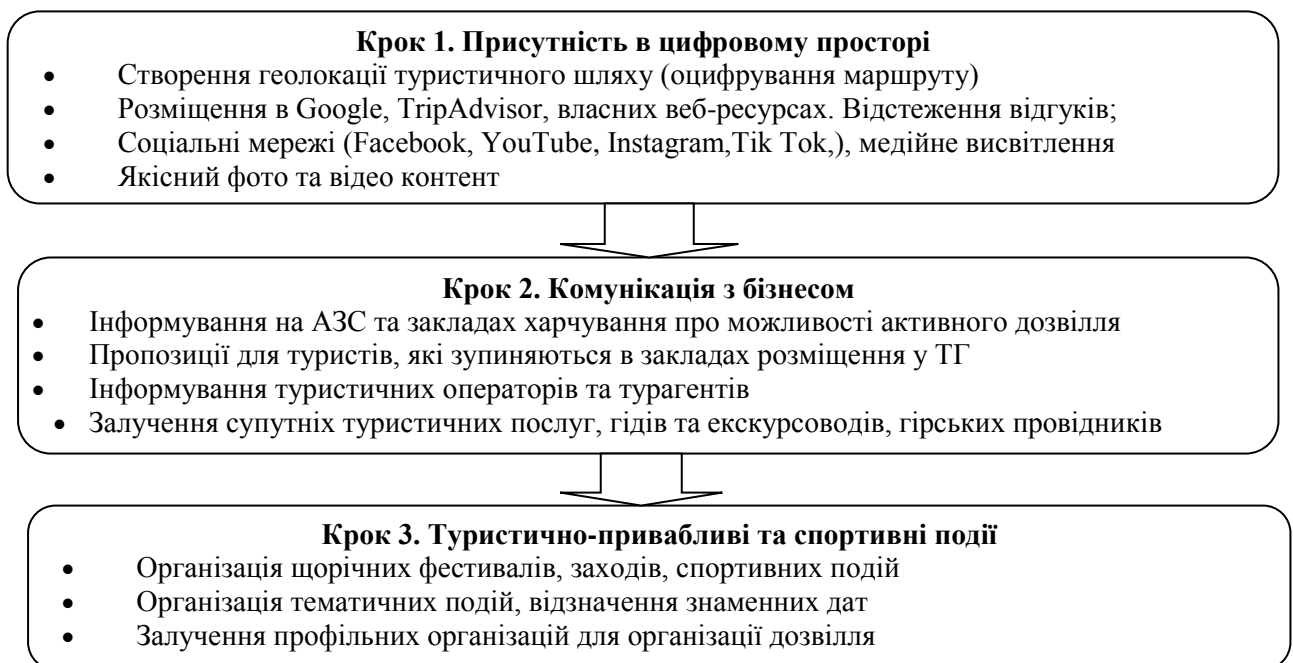 Крок 1. Присутність в цифровому просторі
• Створення геолокації туристичного шляху (оцифрування маршруту)
• Розміщення в Google, TripAdvisor, власних веб-ресурсах. Відстеження відгуків;
• Соціальні мережі (Facebook, YouTube, Instagram,Tik Tok,), медійне висвітлення
• Якісний фото та відео контент
Крок 2. Комунікація з бізнесом
• Інформування на АЗС та закладах харчування про можливості активного дозвілля
• Пропозиції для туристів, які зупиняються в закладах розміщення у ТГ
• Інформування туристичних операторів та турагентів
• Залучення супутніх туристичних послуг, гідів та екскурсоводів, гірських провідників
Крок 3. Туристично-привабливі та спортивні події
• Організація щорічних фестивалів, заходів, спортивних подій
• Організація тематичних подій, відзначення знаменних дат
• Залучення профільних організацій для організації дозвілля